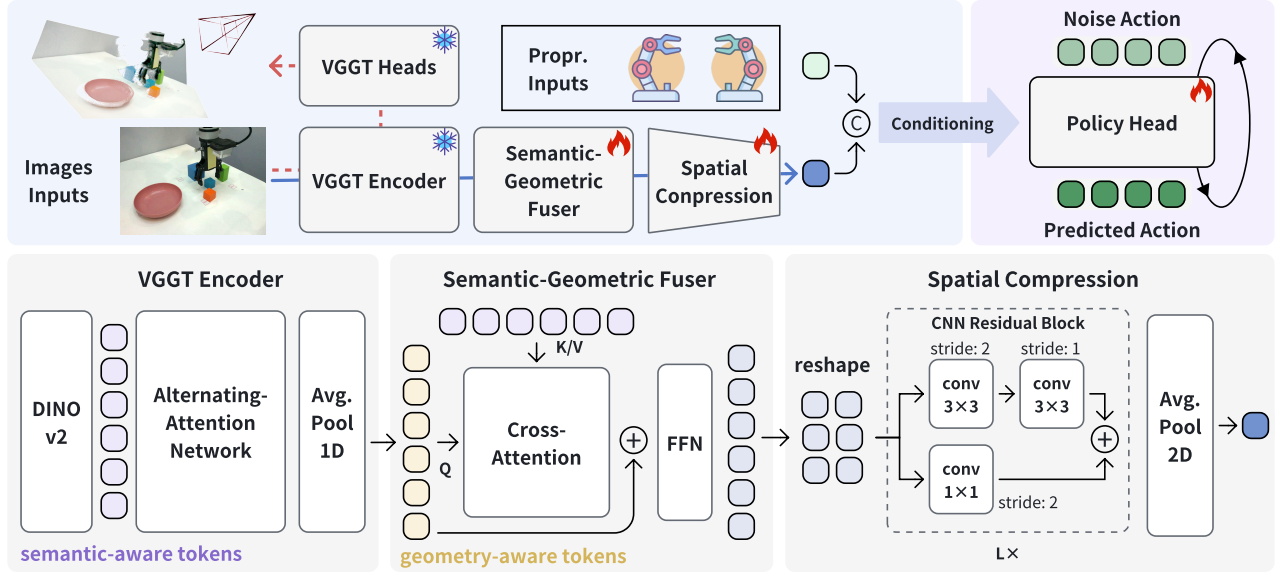 VGGT Heads
Propr.
Inputs
Images
Inputs
VGGT Encoder
Semantic-
Geometric
Fuser
Spatial
Conpression
C
Conditioning
Noise Action
Policy Head
Predicted Action
VGGT Encoder
DINO
v2
Alternating-
Attention
Network
Avg.
Pool
1D
semantic-aware tokens
Semantic-Geometric Fuser
K/V
Q
Cross-
Attention
+
FFN
geometry-aware tokens
Spatial Compression
reshape
CNN Residual Block
stride: 2
stride: 1
conv
3×3
conv
3×3
+
conv
1×1
stride: 2
L×
Avg.
Pool
2D